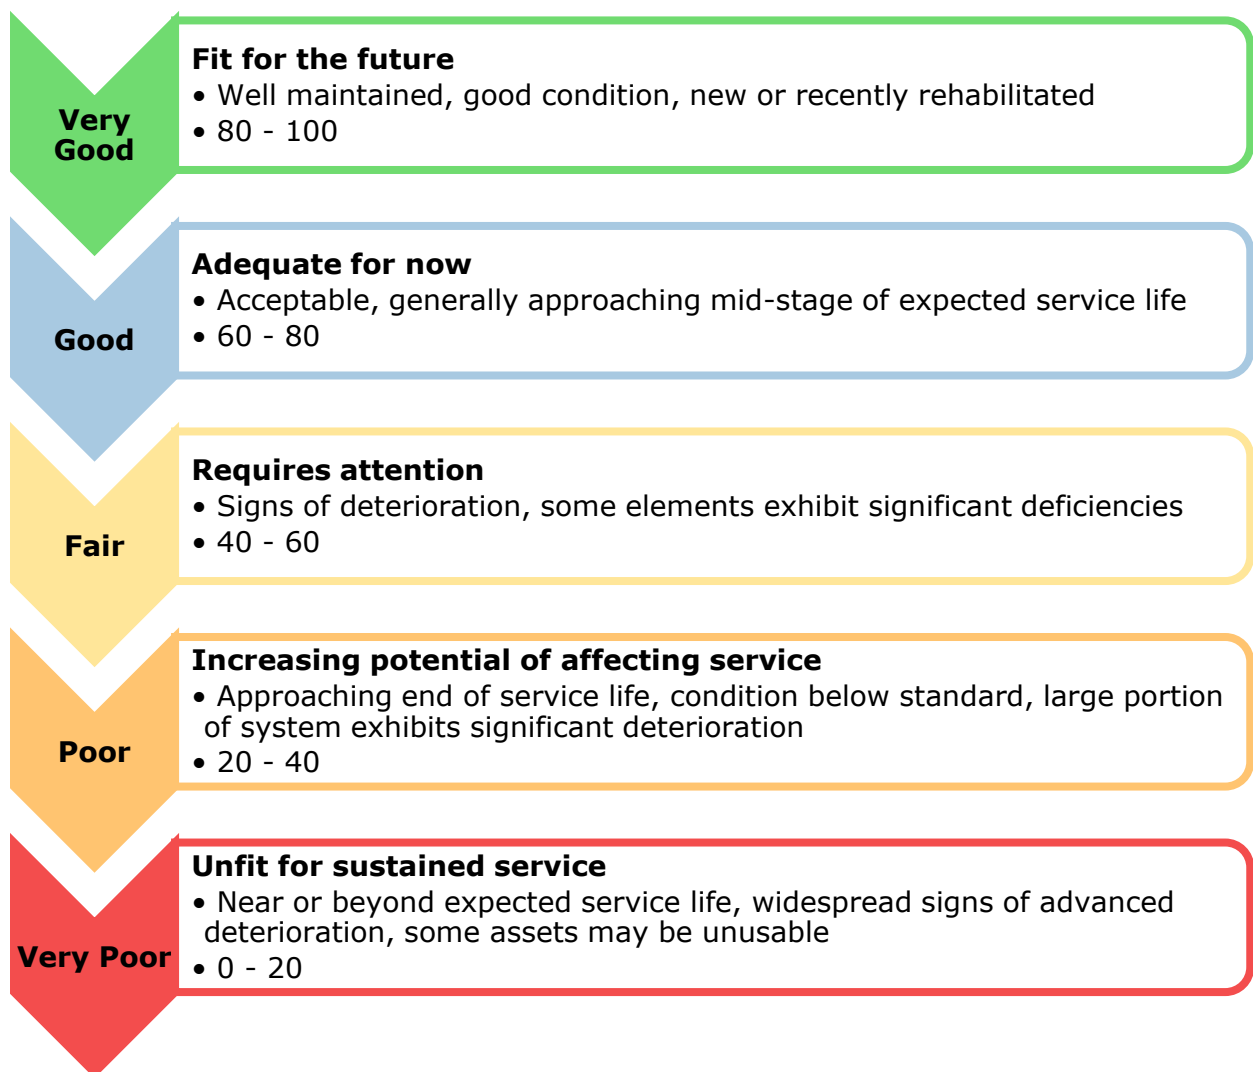 Very
Good
Fit for the future
• Well maintained, good condition, new or recently rehabilitated
• 80 - 100
Good
Adequate for now
• Acceptable, generally approaching mid-stage of expected service life
• 60 - 80
Fair
Requires attention
• Signs of deterioration, some elements exhibit significant deficiencies
• 40 - 60
Poor
Increasing potential of affecting service
• Approaching end of service life, condition below standard, large portion
of system exhibits significant deterioration
• 20 - 40
Very Poor
Unfit for sustained service
• Near or beyond expected service life, widespread signs of advanced
deterioration, some assets may be unusable
• 0 - 20